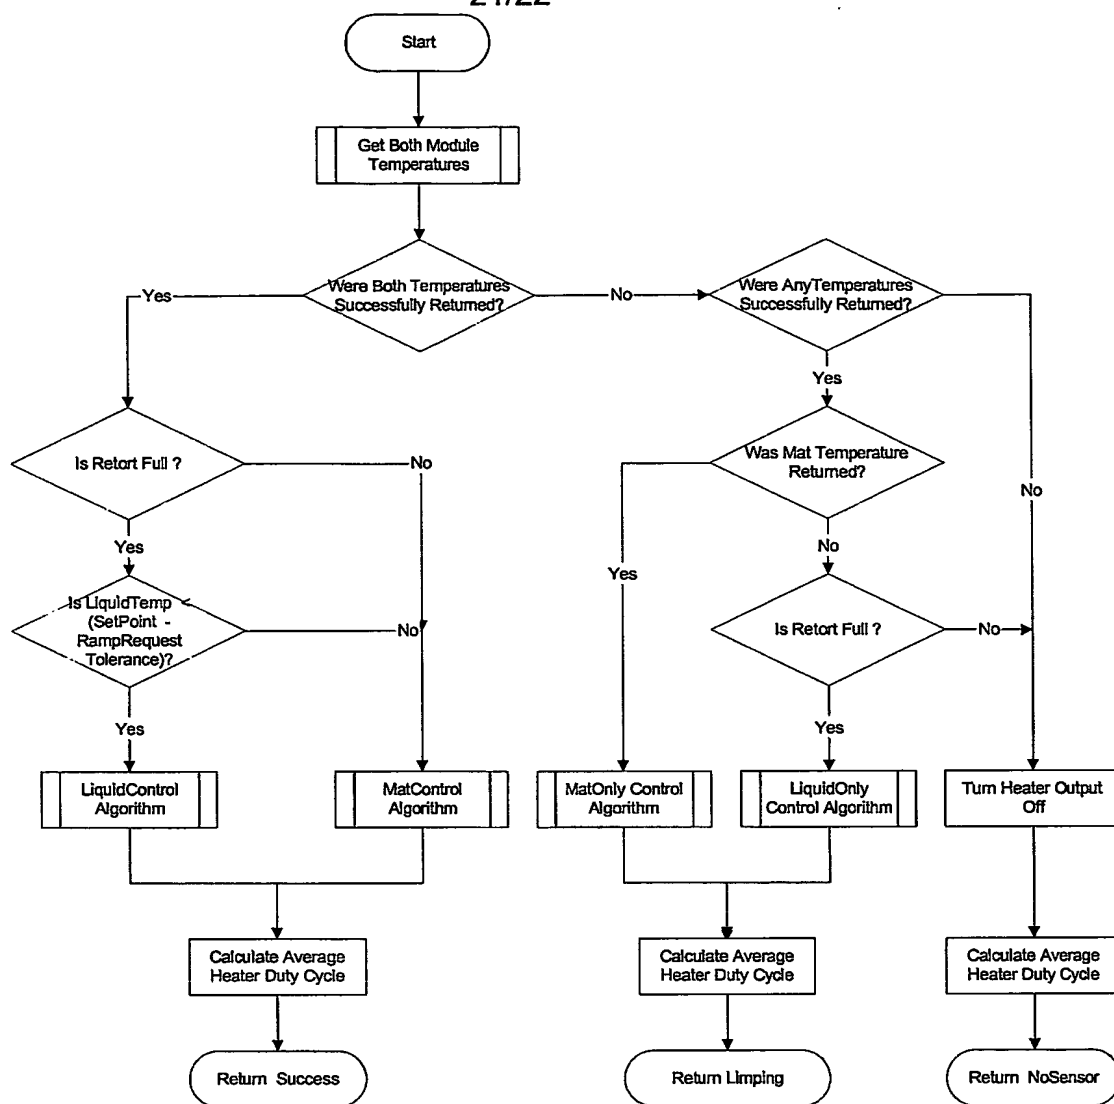 21/22
Start
Get Both Module
Temperatures
Were Both Temperatures
Successfully Returned?
Were AnyTemperatures
Successfully Returned?
Yes
No
Yes
Is Retort Full ?
No
Was Mat Temperature
Returned?
No
Yes
No
Yes
Is LiquidTemp <
(SetPoint -
RampRequest
Tolerance)?
No
Is Retort Full ?
No
Yes
Yes
LiquidControl
Algorithm
MatControl
Algorithm
MatOnly Control
Algorithm
LiquidOnly
Control Algorithm
Turn Heater Output
Off
Calculate Average
Heater Duty Cycle
Calculate Average
Heater Duty Cycle
Calculate Average
Heater Duty Cycle
Return Success
Return Limping
Return NoSensor